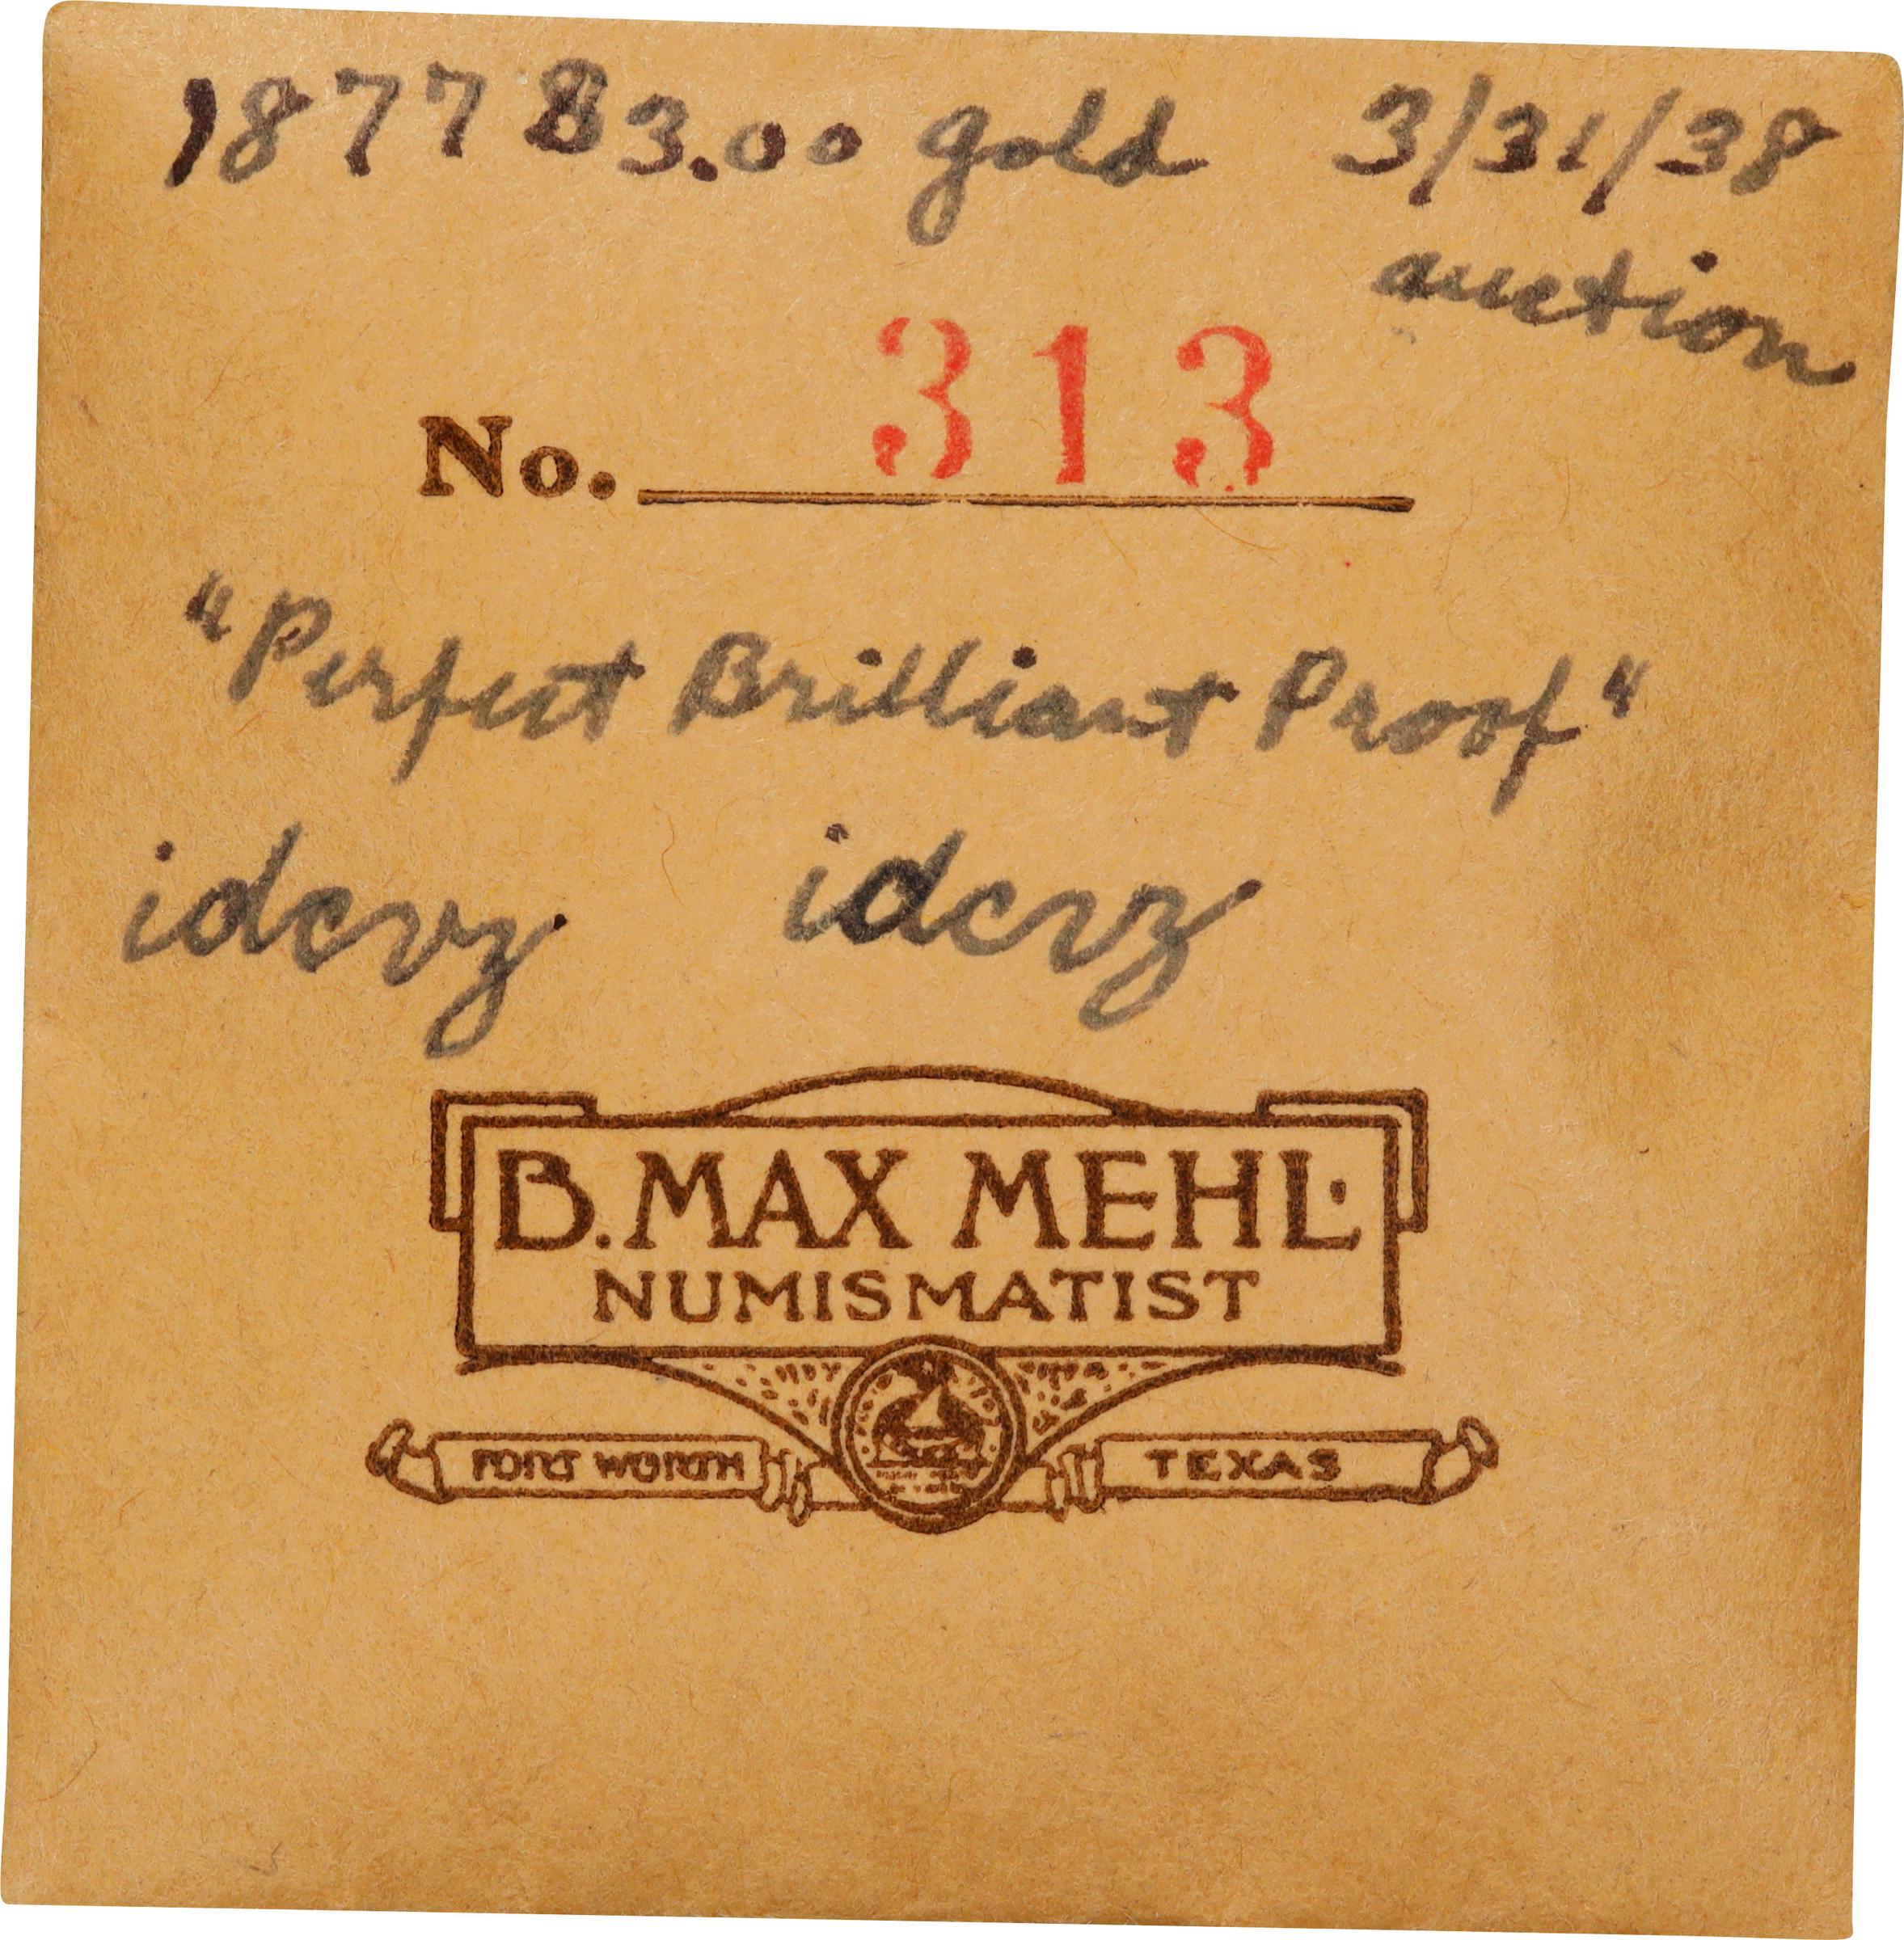 1877 $3.00 gold 3/31/38
auction
No. 313
"Perfect Brilliant Proof"
idcvz idcvz
B. MAX MEHL·
NUMISMATIST
FORT WORTH TEXAS